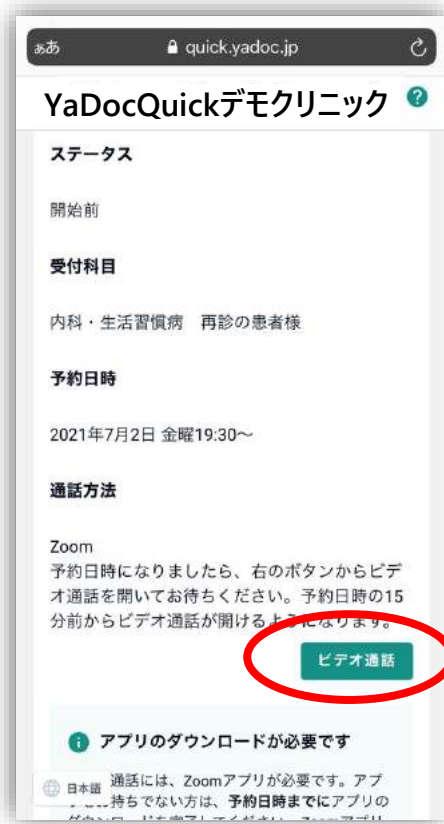 ぁあ quick.yadoc.jp
YaDocQuickデモクリニック ?
ステータス
開始前
受付科目
内科・生活習慣病　再診の患者様
予約日時
2021年7月2日 金曜19:30〜
通話方法
Zoom
予約日時になりましたら、右のボタンからビデ
オ通話を開いてお待ちください。予約日時の15
分前からビデオ通話が開けるようになります。
ビデオ通話
i アプリのダウンロードが必要です
日本語 通話には、Zoomアプリが必要です。アプ
持ちでない方は、予約日時までにアプリの